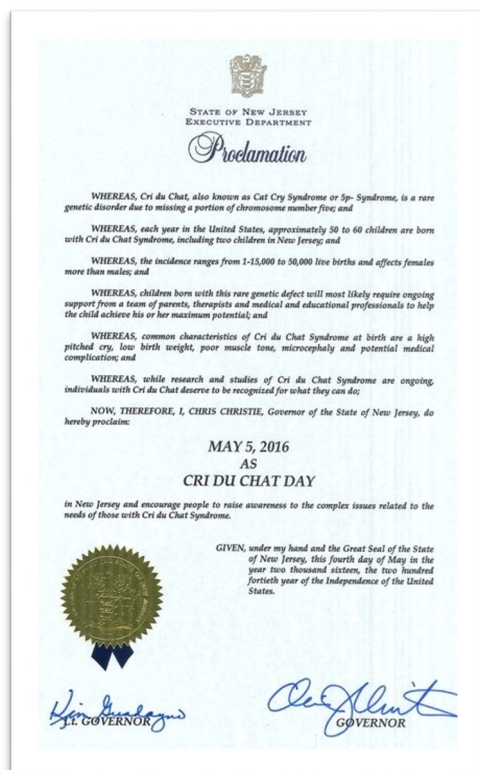 STATE OF NEW JERSEY
EXECUTIVE DEPARTMENT
Proclamation
WHEREAS, Cri du Chat, also known as Cat Cry Syndrome or 5p- Syndrome, is a rare
genetic disorder due to missing a portion of chromosome number five; and
WHEREAS, each year in the United States, approximately 50 to 60 children are born
with Cri du Chat Syndrome, including two children in New Jersey; and
WHEREAS, the incidence ranges from 1-15,000 to 50,000 live births and affects females
more than males; and
WHEREAS, children born with this rare genetic defect will most likely require ongoing
support from a team of parents, therapists and medical and educational professionals to help
the child achieve his or her maximum potential; and
WHEREAS, common characteristics of Cri du Chat Syndrome at birth are a high
pitched cry, low birth weight, poor muscle tone, microcephaly and potential medical
complication; and
WHEREAS, while research and studies of Cri du Chat Syndrome are ongoing,
individuals with Cri du Chat deserve to be recognized for what they can do;
NOW, THEREFORE, I, CHRIS CHRISTIE, Governor of the State of New Jersey, do
hereby proclaim:
MAY 5, 2016
AS
CRI DU CHAT DAY
in New Jersey and encourage people to raise awareness to the complex issues related to the
needs of those with Cri du Chat Syndrome.
GIVEN, under my hand and the Great Seal of the State
of New Jersey, this fourth day of May in the
year two thousand sixteen, the two hundred
fortieth year of the Independence of the United
States.
Kim Guadagno
Lt. GOVERNOR
GOVERNOR